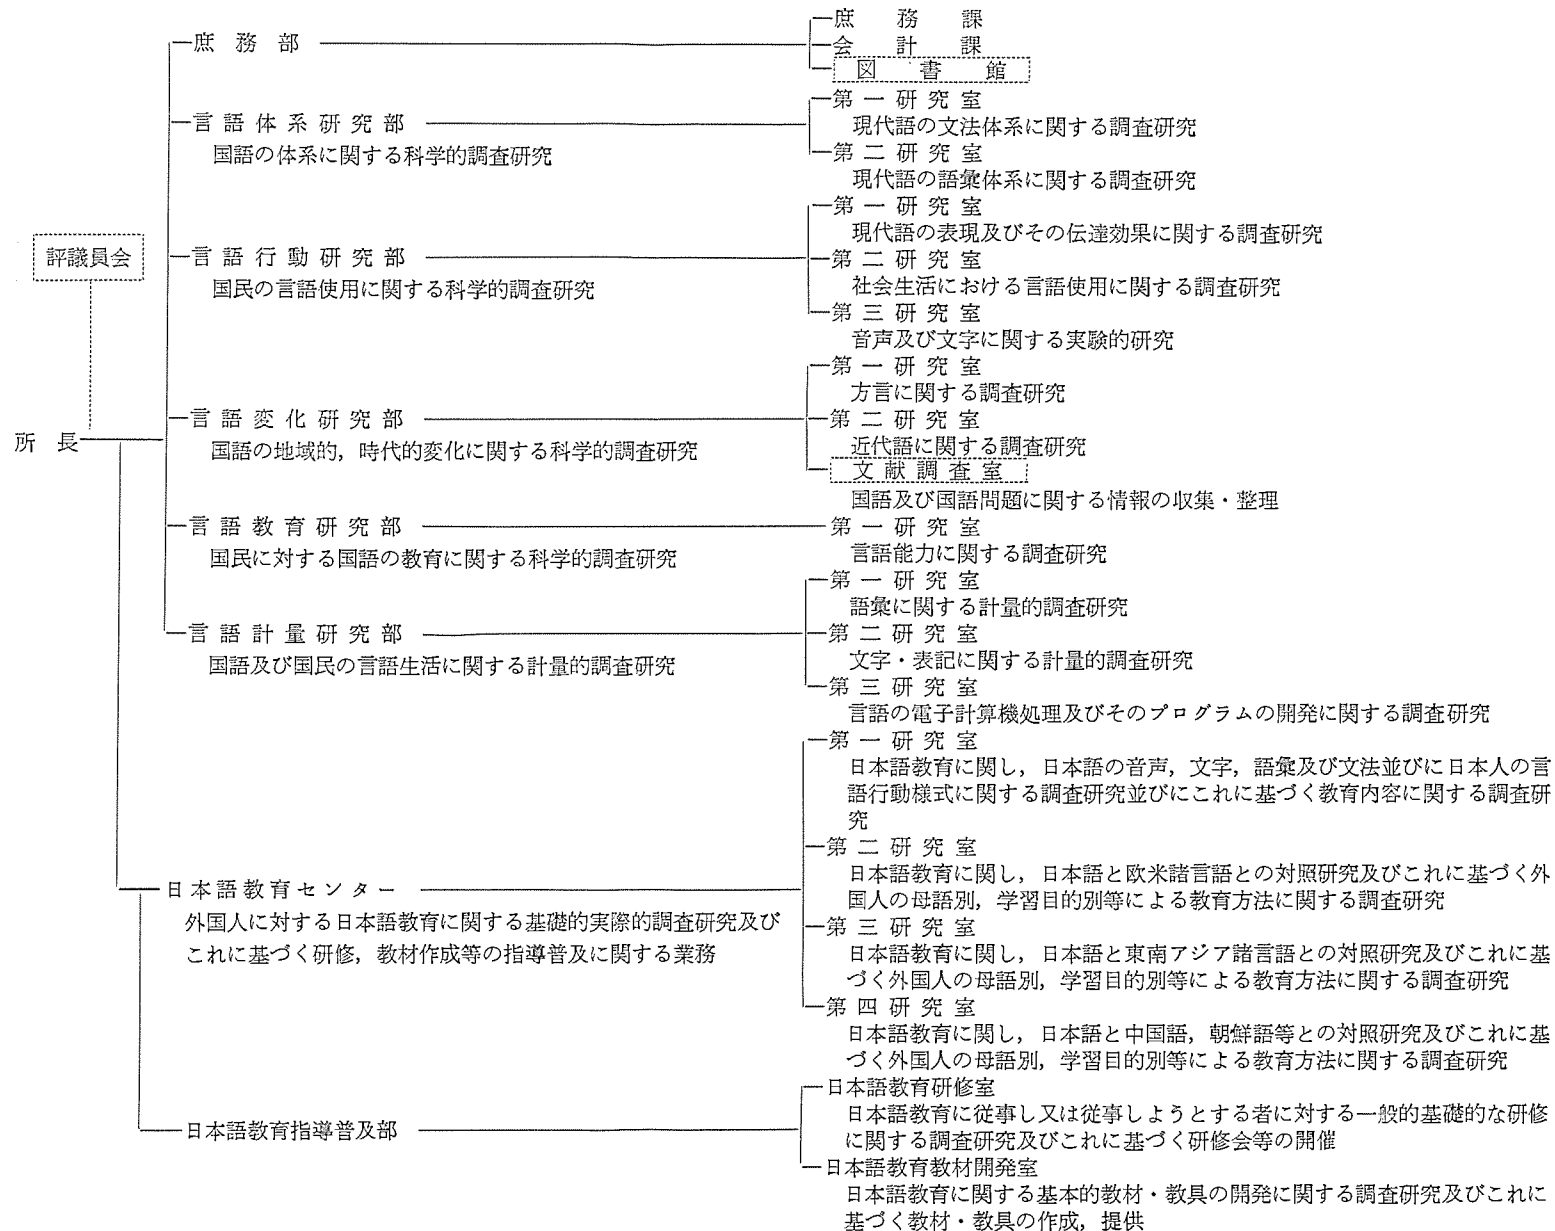 庶務課
庶務部
会計課
図書館
第一研究室
言語体系研究部
現代語の文法体系に関する調査研究
国語の体系に関する科学的調査研究
第二研究室
現代語の語彙体系に関する調査研究
第一研究室
現代語の表現及びその伝達効果に関する調査研究
評議員会
言語行動研究部
第二研究室
国民の言語使用に関する科学的調査研究
社会生活における言語使用に関する調査研究
第三研究室
音声及び文字に関する実験的研究
第一研究室
方言に関する調査研究
言語変化研究部
第二研究室
所長
国語の地域的，時代的変化に関する科学的調査研究
近代語に関する調査研究
文献調査室
国語及び国語問題に関する情報の収集・整理
言語教育研究部
第一研究室
国民に対する国語の教育に関する科学的調査研究
言語能力に関する調査研究
第一研究室
語彙に関する計量的調査研究
言語計量研究部
第二研究室
国語及び国民の言語生活に関する計量的調査研究
文字・表記に関する計量的調査研究
第三研究室
言語の電子計算機処理及びそのプログラムの開発に関する調査研究
第一研究室
日本語教育に関し，日本語の音声，文字，語彙及び文法並びに日本人の言
語行動様式に関する調査研究並びにこれに基づく教育内容に関する調査研
究
第二研究室
日本語教育センター
日本語教育に関し，日本語と欧米諸言語との対照研究及びこれに基づく外
国人の母語別，学習目的別等による教育方法に関する調査研究
外国人に対する日本語教育に関する基礎的実際的調査研究及び
これに基づく研修，教材作成等の指導普及に関する業務
第三研究室
日本語教育に関し，日本語と東南アジア諸言語との対照研究及びこれに基
づく外国人の母語別，学習目的別等による教育方法に関する調査研究
第四研究室
日本語教育に関し，日本語と中国語，朝鮮語等との対照研究及びこれに基
づく外国人の母語別，学習目的別等による教育方法に関する調査研究
日本語教育指導普及部
日本語教育研修室
日本語教育に従事し又は従事しようとする者に対する一般的基礎的な研修
に関する調査研究及びこれに基づく研修会等の開催
日本語教育教材開発室
日本語教育に関する基本的教材・教具の開発に関する調査研究及びこれに
基づく教材・教具の作成，提供